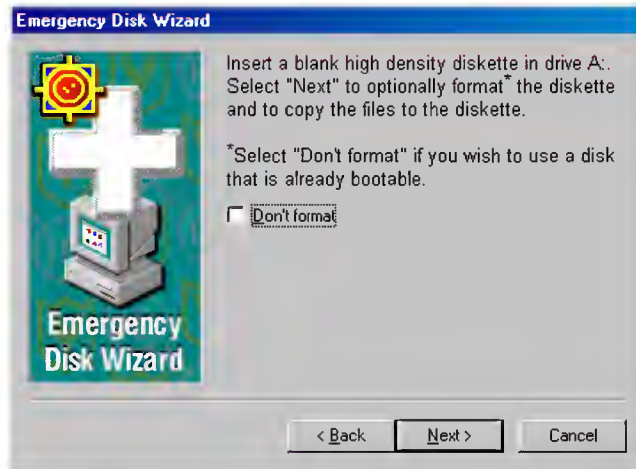 Emergency Disk Wizard
Insert a blank high density diskette in drive A:.
Select "Next" to optionally format* the diskette
and to copy the files to the diskette.
*Select "Don't format" if you wish to use a disk
that is already bootable.
Don't format
Emergency
Disk Wizard
< Back
Next >
Cancel